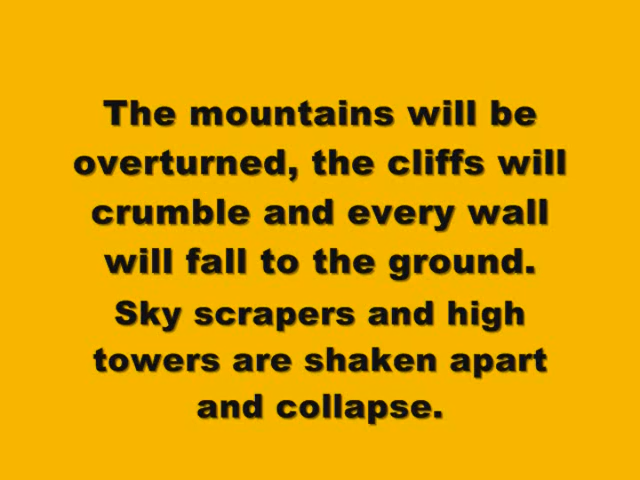 The mountains will be
overturned, the cliffs will
crumble and every wall
will fall to the ground.
Sky scrapers and high
towers are shaken apart
and collapse.